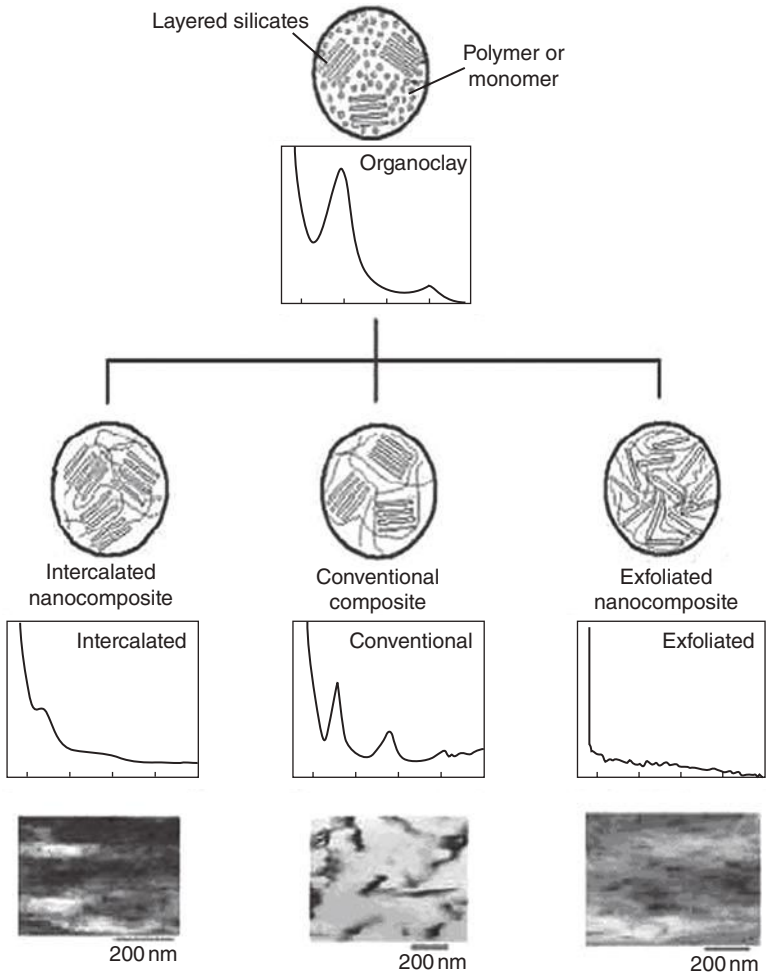 Layered silicates
Polymer or
monomer
Organoclay
Intercalated
nanocomposite
Conventional
composite
Exfoliated
nanocomposite
Intercalated
Conventional
Exfoliated
200 nm
200 nm
200 nm